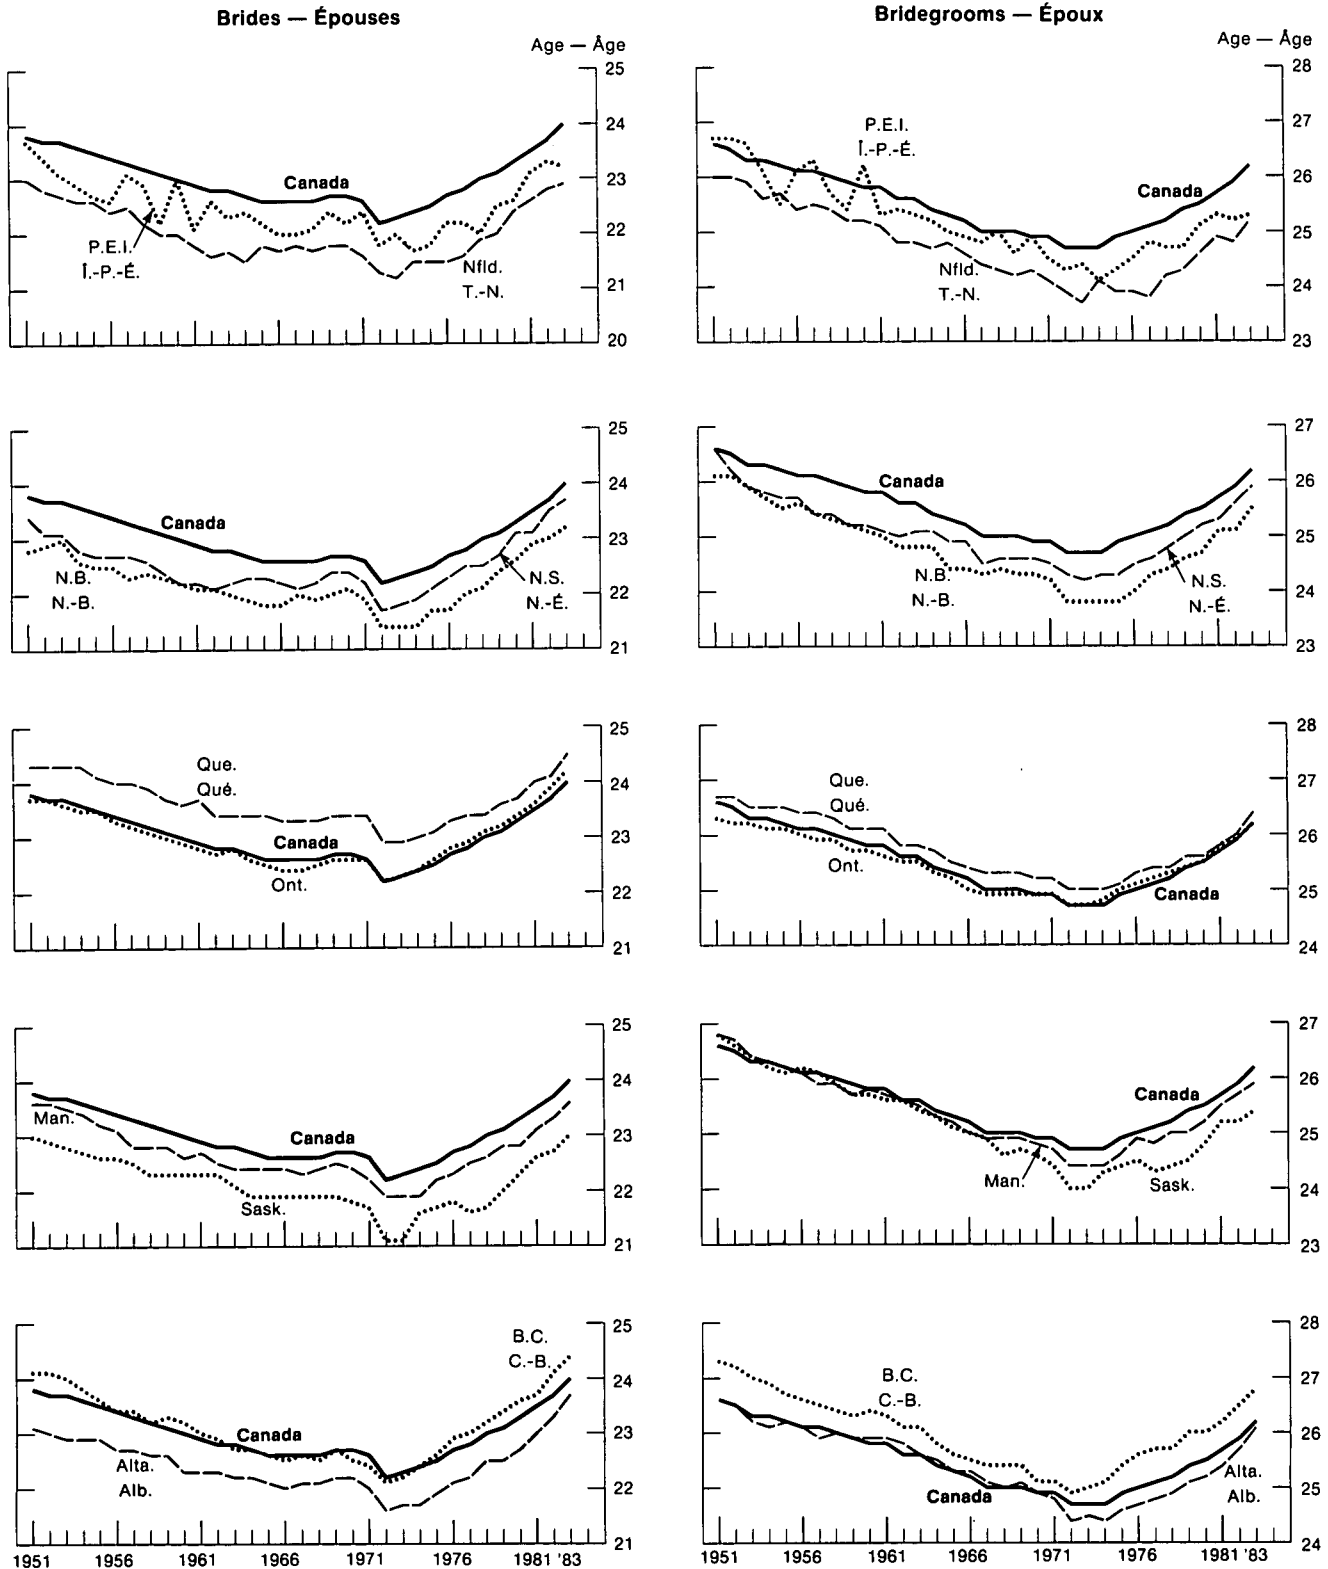 Brides — Épouses
Age — Âge
25
24
23
22
21
20
Canada
P.E.I.
Î.-P.-É.
Nfld.
T.-N.
Bridegrooms — Époux
Age — Âge
28
27
26
25
24
23
P.E.I.
Î.-P.-É.
Canada
Nfld.
T.-N.
25
24
23
22
21
Canada
N.B.
N.-B.
N.S.
N.-É.
27
26
25
24
23
Canada
N.B.
N.-B.
N.S.
N.-É.
25
24
23
22
21
Que.
Qué.
Canada
Ont.
28
27
26
25
24
Que.
Qué.
Ont.
Canada
25
24
23
22
21
Man.
Canada
Sask.
27
26
25
24
23
Canada
Man.
Sask.
25
24
23
22
21
B.C.
C.-B.
Canada
Alta.
Alb.
1951 1956 1961 1966 1971 1976 1981 '83
28
27
26
25
24
B.C.
C.-B.
Canada
Alta.
Alb.
1951 1956 1961 1966 1971 1976 1981 '83